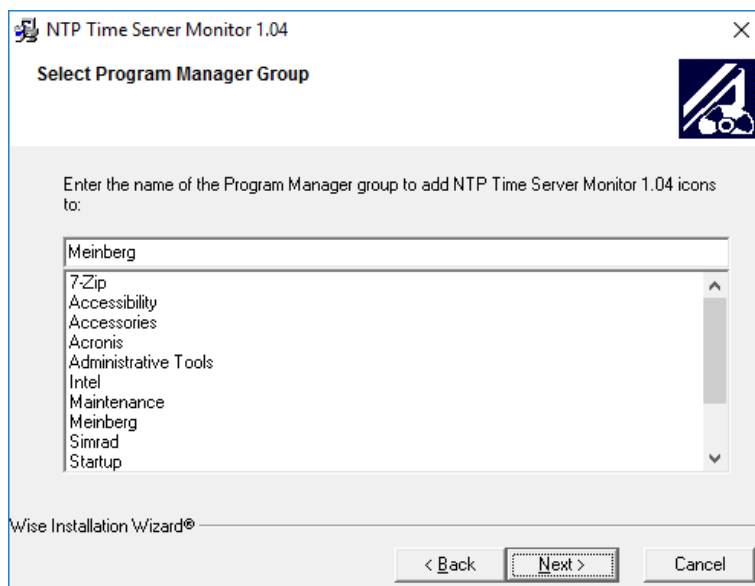 NTP Time Server Monitor 1.04
Select Program Manager Group
Enter the name of the Program Manager group to add NTP Time Server Monitor 1.04 icons
to:
Meinberg
7-Zip
Accessibility
Accessories
Acronis
Administrative Tools
Intel
Maintenance
Meinberg
Simrad
Startup
Wise Installation Wizard®
< Back Next > Cancel